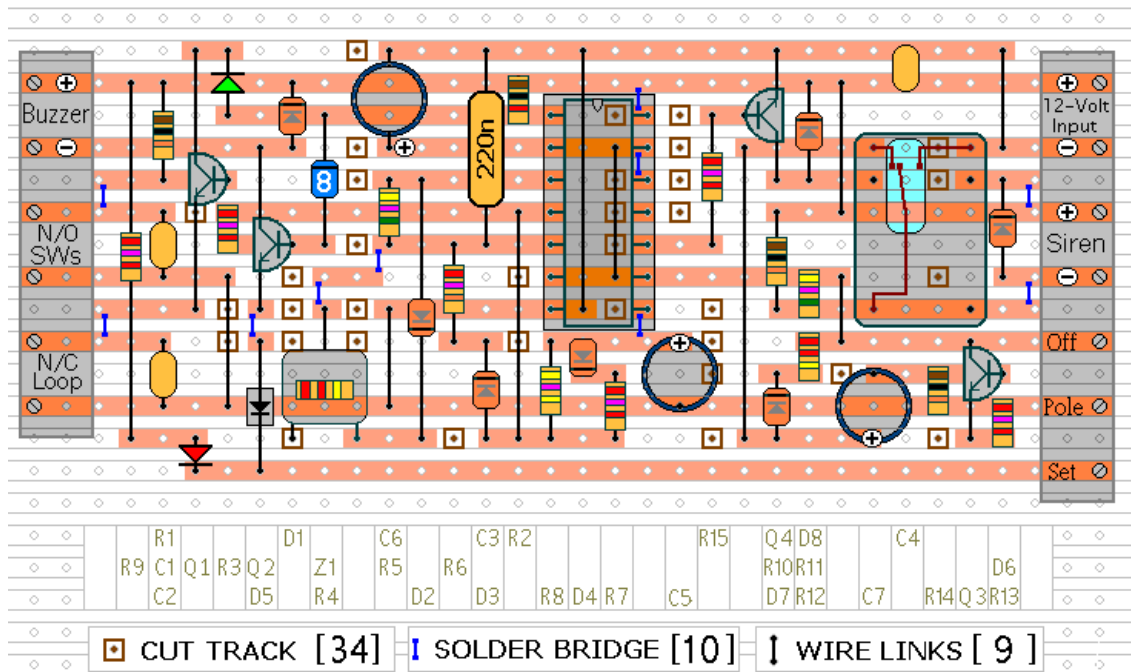 Buzzer
N/O
SWs
N/C
Loop
8
220n
12-Volt
Input
Siren
Off
Pole
Set
R1 D1 C6 C3 R2 R15 Q4 D8 C4
R9 C1 Q1 R3 Q2 Z1 R5 R6 R10 R11 D6
C2 D5 R4 D2 D3 R8 D4 R7 C5 D7 R12 C7 R14 Q3 R13
CUT TRACK [34] SOLDER BRIDGE [10] WIRE LINKS [ 9 ]